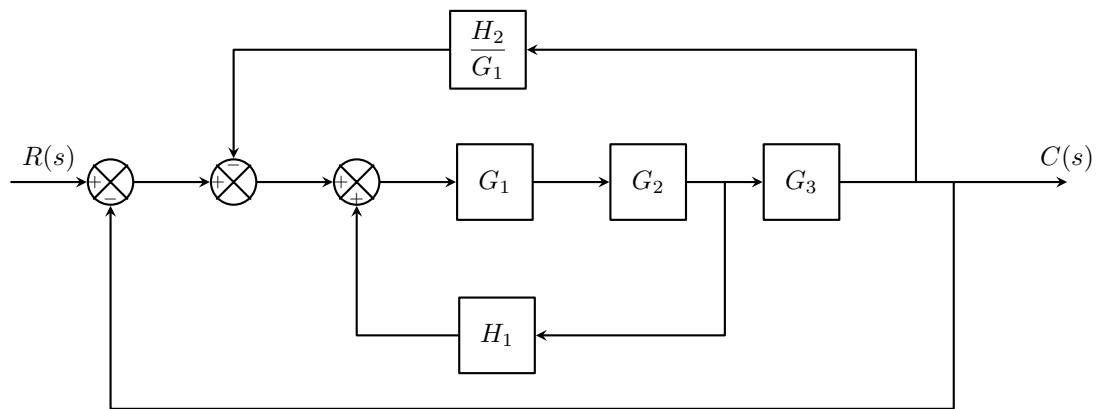 H₂
G₁
R(s)
C(s)
+
−
+
−
+
+
G₁
G₂
G₃
H₁